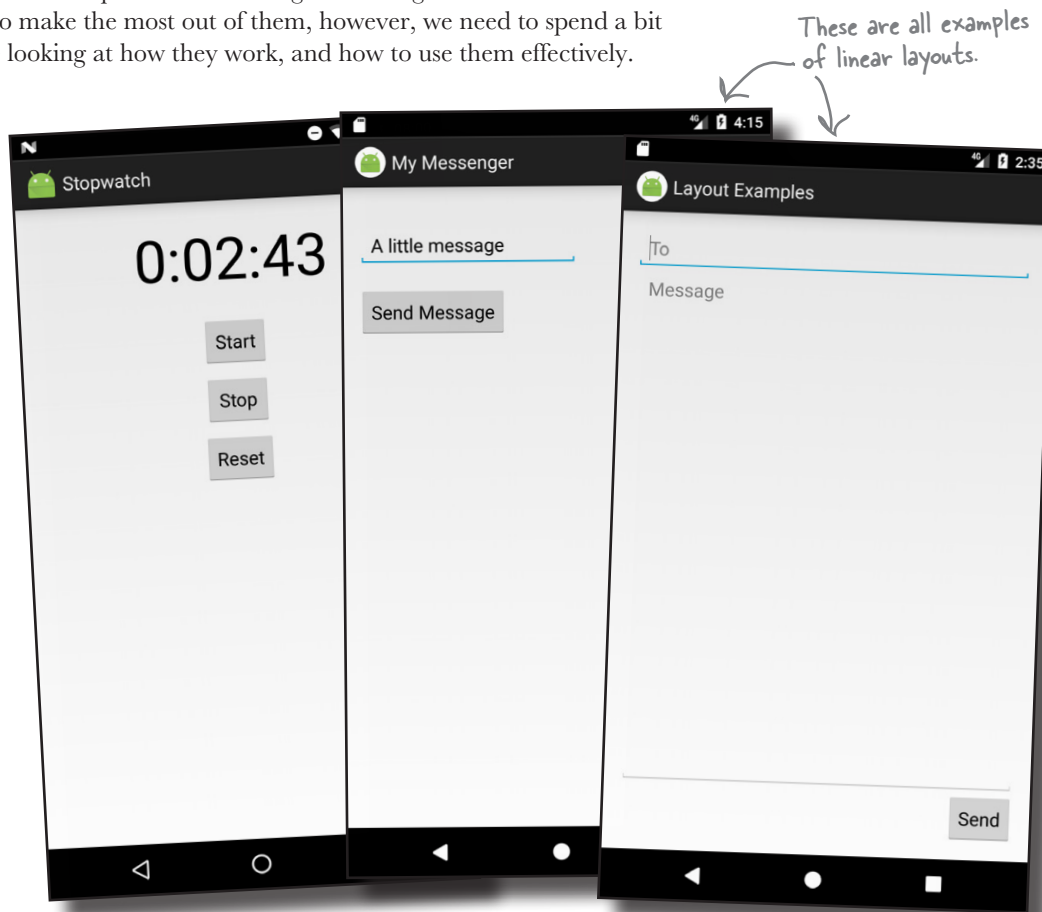 to make the most out of them, however, we need to spend a bit
looking at how they work, and how to use them effectively.
These are all examples
of linear layouts.
N
Stopwatch
0:02:43
Start
Stop
Reset
4G 4:15
My Messenger
A little message
Send Message
4G 2:35
Layout Examples
To
Message
Send